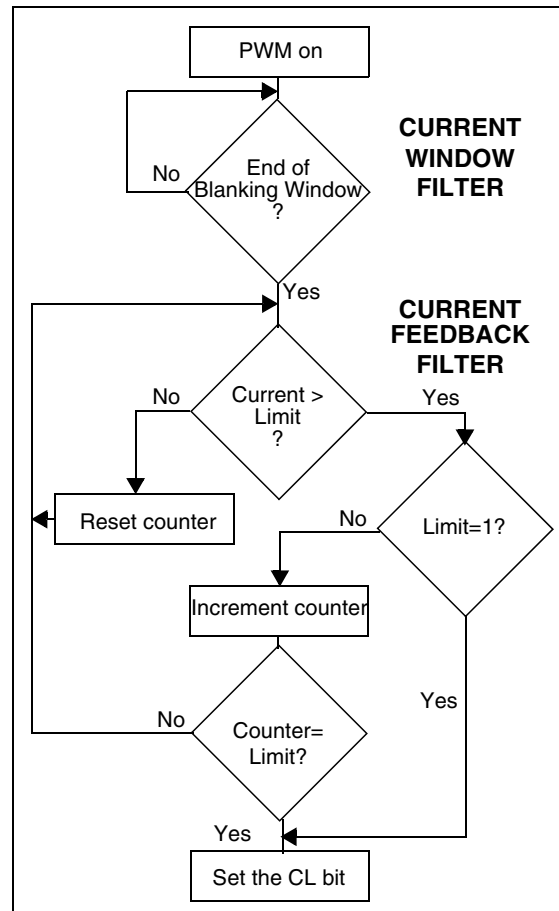 PWM on
CURRENT
WINDOW
FILTER
End of
Blanking Window
?
No
Yes
CURRENT
FEEDBACK
FILTER
Current >
Limit
?
No
Yes
Reset counter
Limit=1?
No
Increment counter
Yes
No
Counter=
Limit?
Yes
Set the CL bit